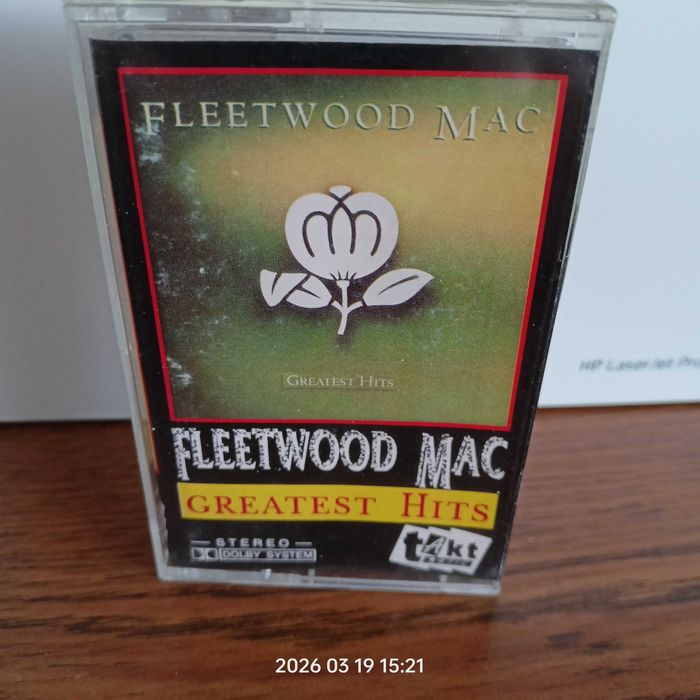 FLEETWOOD MAC
GREATEST HITS
HP LaserJet Pro
FLEETWOOD MAC
GREATEST HITS
STEREO
DOLBY SYSTEM
takt
2026 03 19 15:21